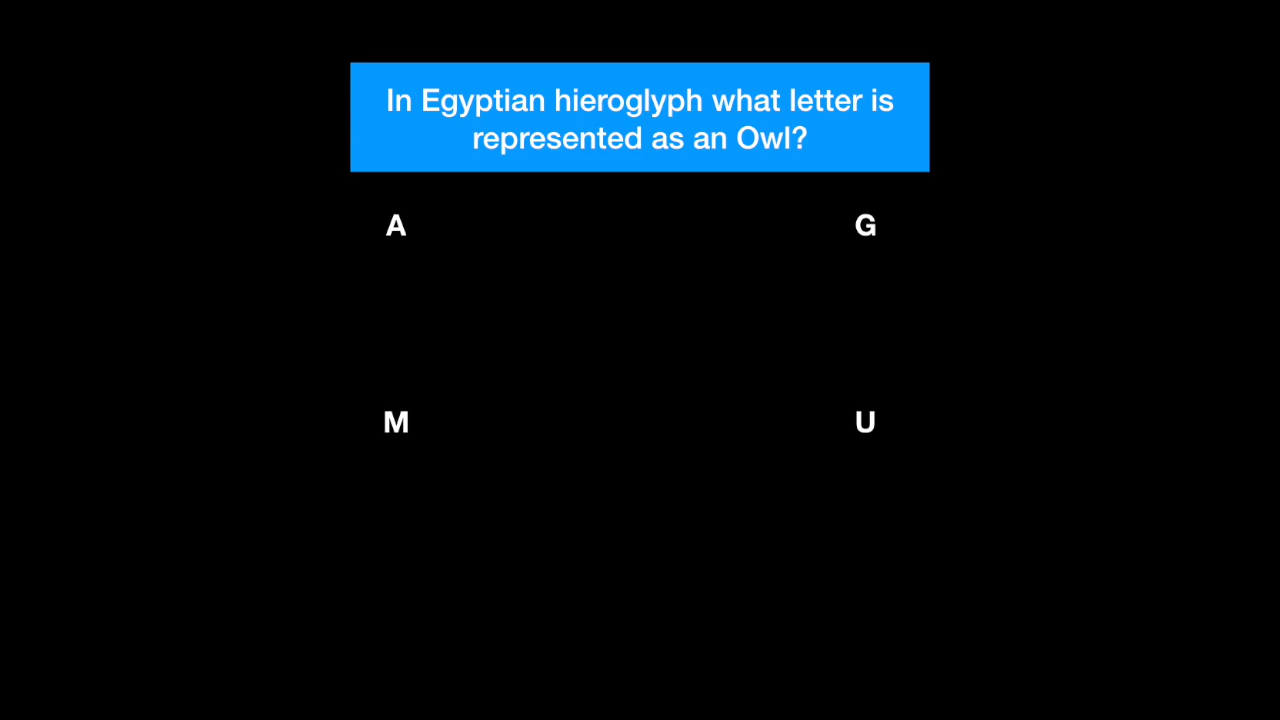 In Egyptian hieroglyph what letter is
represented as an Owl?
A
G
M
U